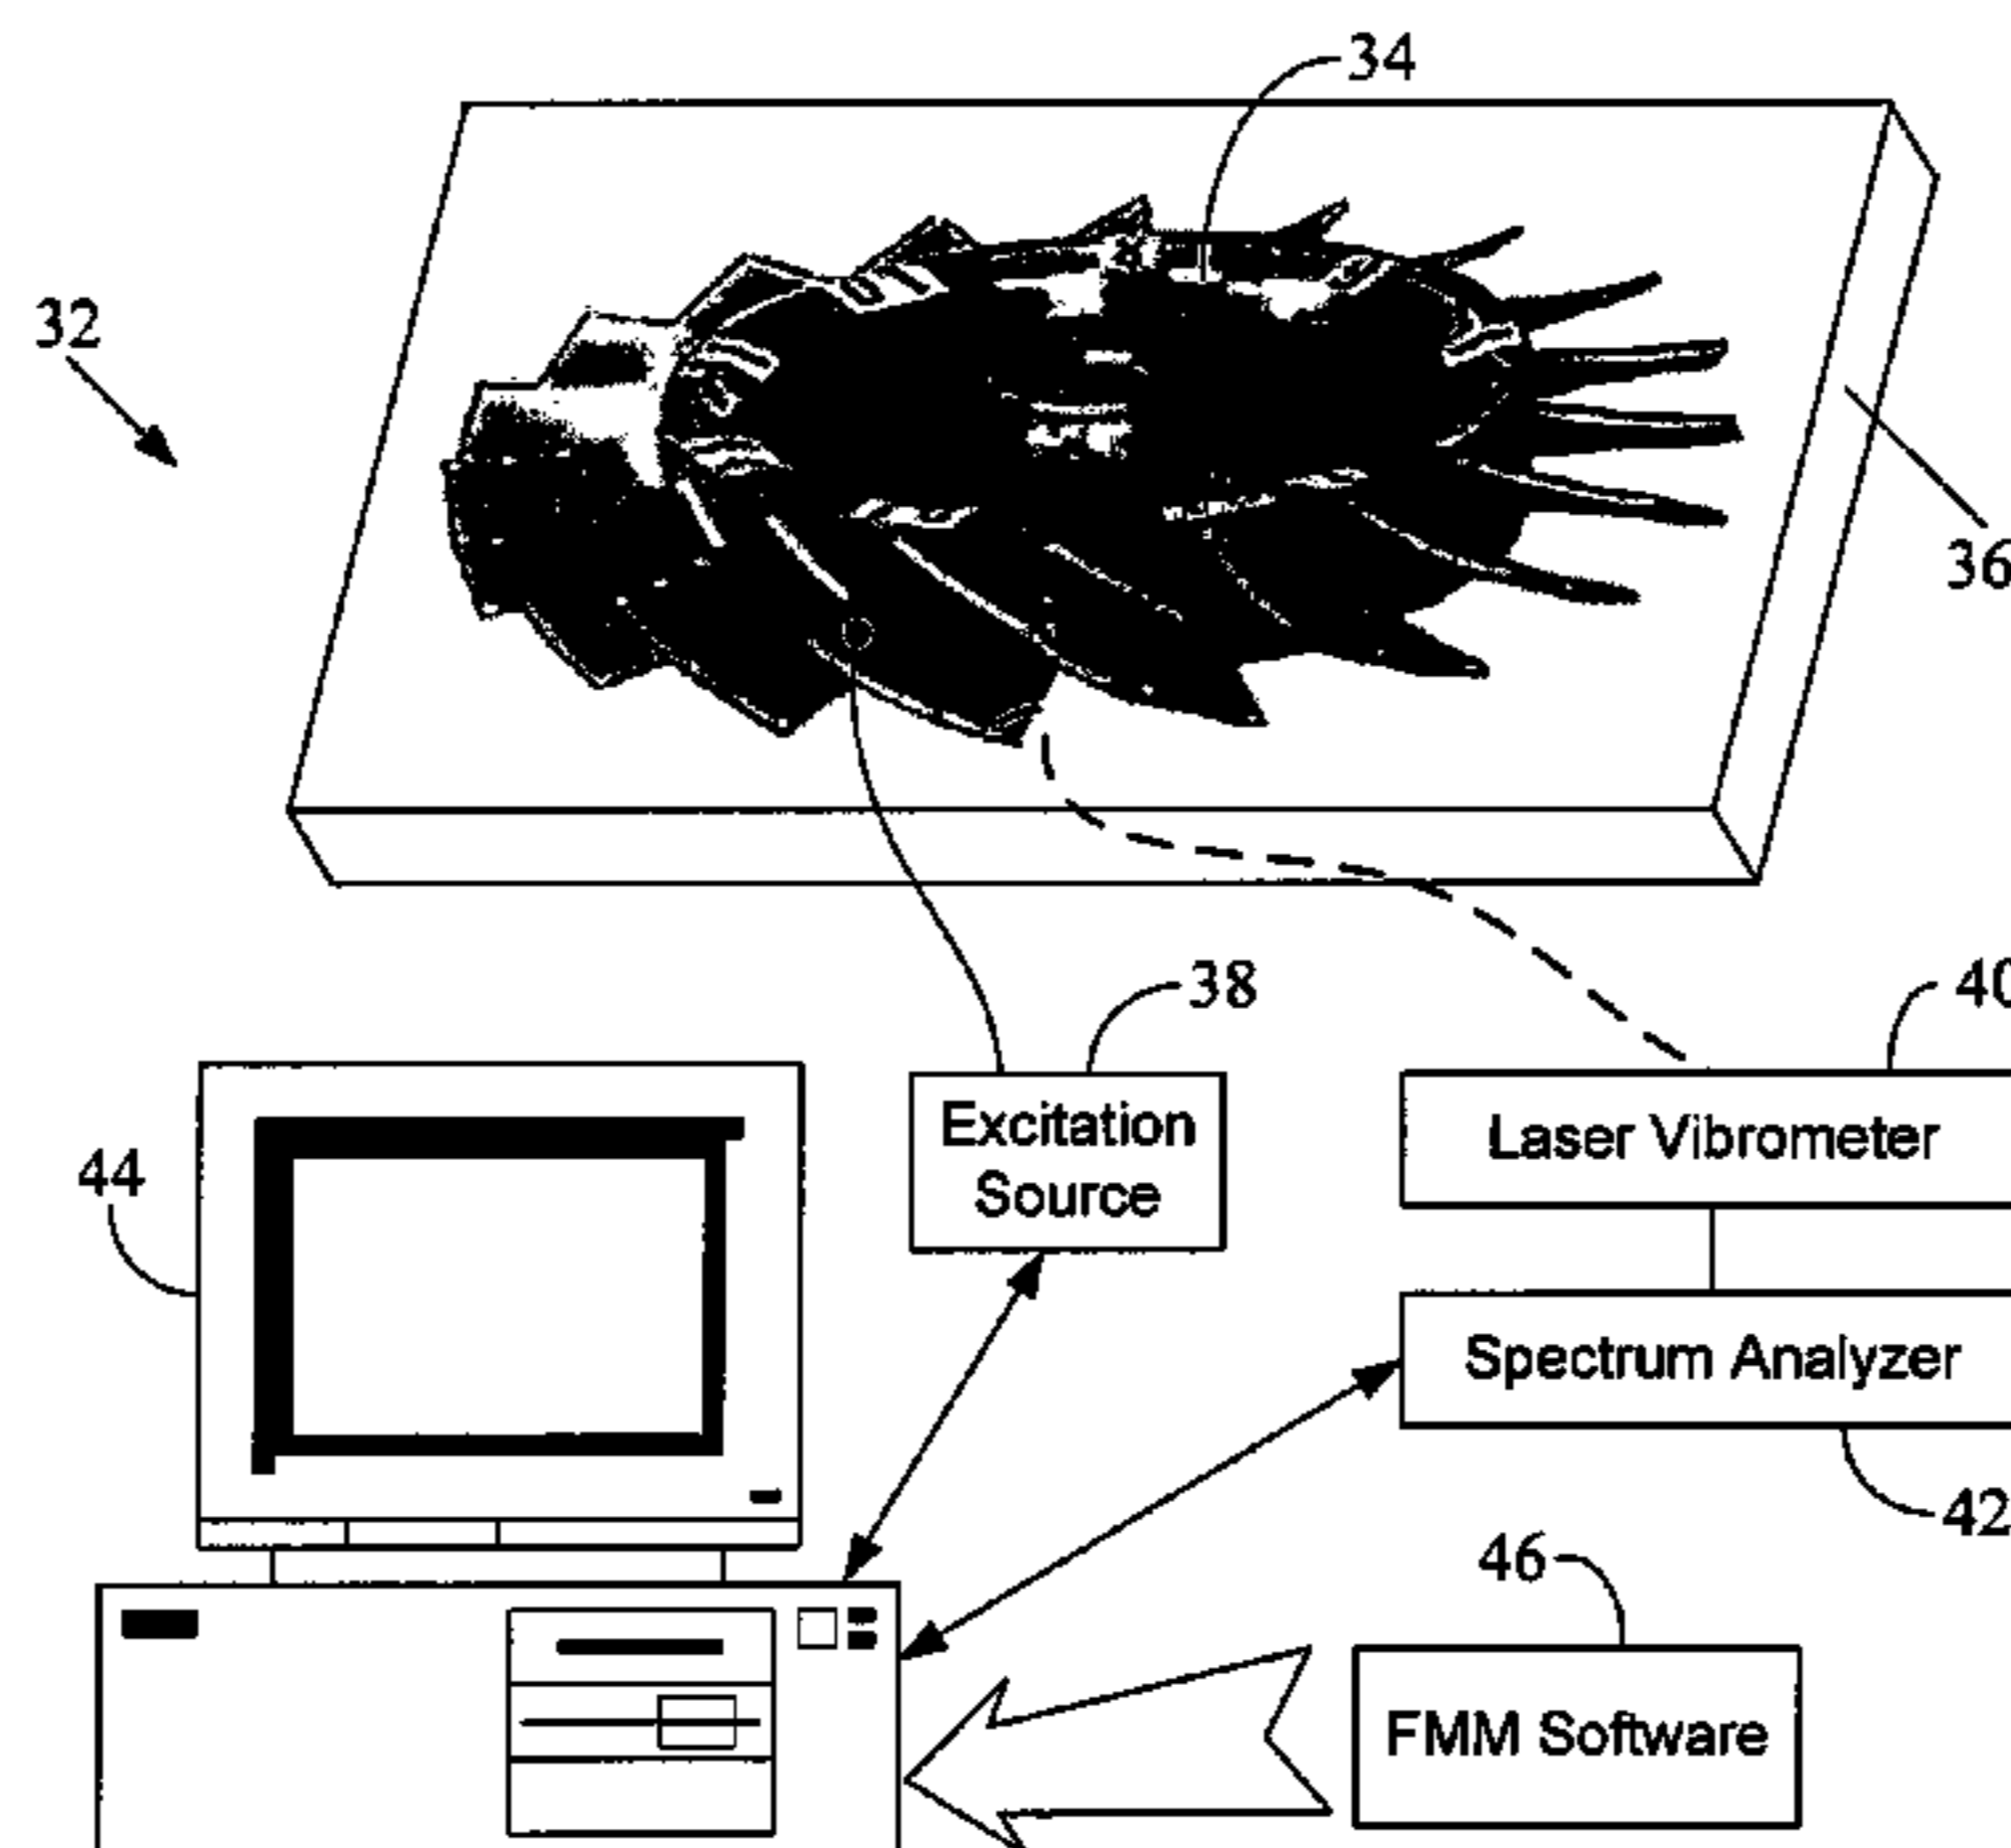 34
32
36
38
40
Excitation
Source
Laser Vibrometer
44
Spectrum Analyzer
42
46
FMM Software